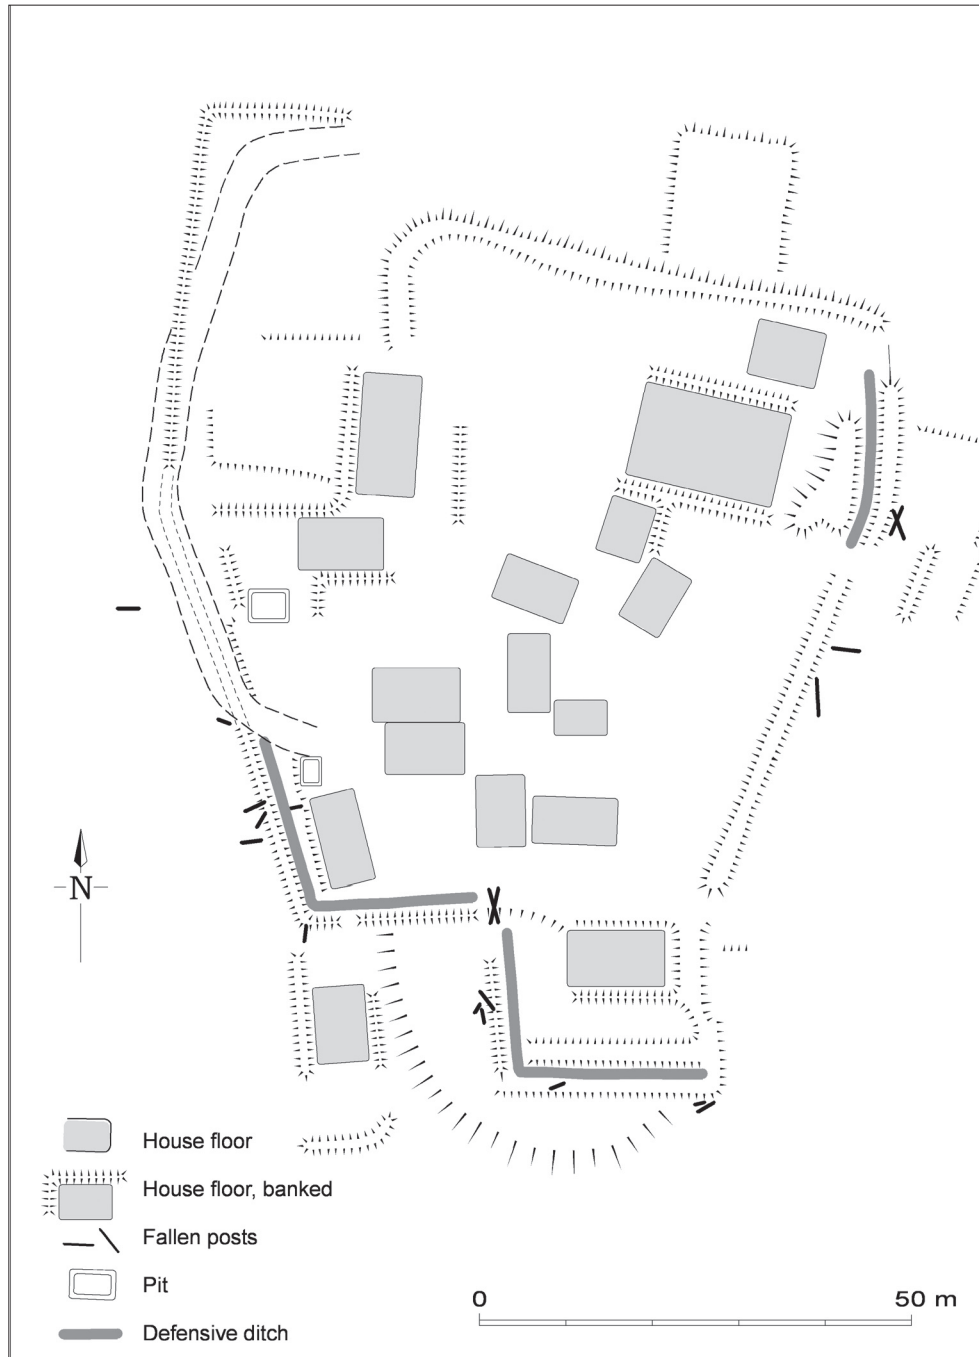 N
House floor
House floor, banked
Fallen posts
Pit
Defensive ditch
0 50 m